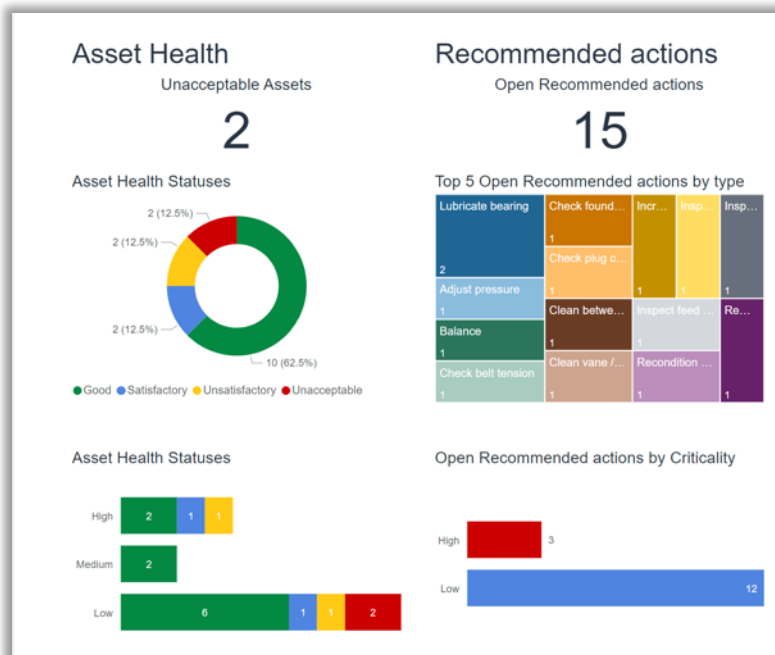 Asset Health
Unacceptable Assets
2
Asset Health Statuses
2 (12.5%)
2 (12.5%)
2 (12.5%)
10 (62.5%)
Good Satisfactory Unsatisfactory Unacceptable
Asset Health Statuses
High 2 1 1
Medium 2
Low 6 1 1 2
Recommended actions
Open Recommended actions
15
Top 5 Open Recommended actions by type
Lubricate bearing
2
Adjust pressure
1
Balance
1
Check belt tension
1
Check found...
1
Check plug c...
1
Clean betwe...
1
Clean vane /...
1
Incr...
1
Insp...
1
Insp...
1
Inspect feed ...
1
Recondition ...
1
Re...
1
Open Recommended actions by Criticality
High 3
Low 12